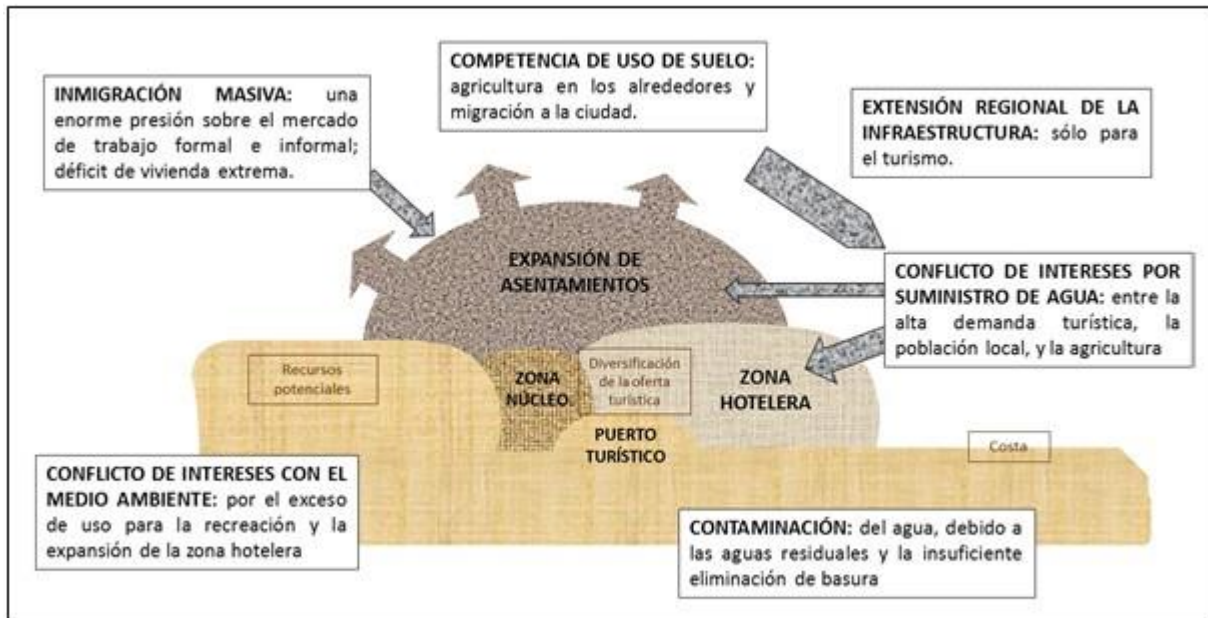 COMPETENCIA DE USO DE SUELO:
agricultura en los alrededores y
migración a la ciudad.
INMIGRACIÓN MASIVA: una
enorme presión sobre el mercado
de trabajo formal e informal;
déficit de vivienda extrema.
EXTENSIÓN REGIONAL DE LA
INFRAESTRUCTURA: sólo para
el turismo.
EXPANSIÓN DE
ASENTAMIENTOS
CONFLICTO DE INTERESES POR
SUMINISTRO DE AGUA: entre la
alta demanda turística, la
población local, y la agricultura
Recursos
potenciales
ZONA
NÚCLEO
Diversificación
de la oferta
turística
ZONA
HOTELERA
PUERTO
TURÍSTICO
Costa
CONFLICTO DE INTERESES CON EL
MEDIO AMBIENTE: por el exceso
de uso para la recreación y la
expansión de la zona hotelera
CONTAMINACIÓN: del agua, debido a
las aguas residuales y la insuficiente
eliminación de basura